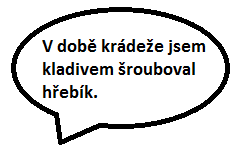 V době krádeže jsem
kladivem šrouboval
hřebík.